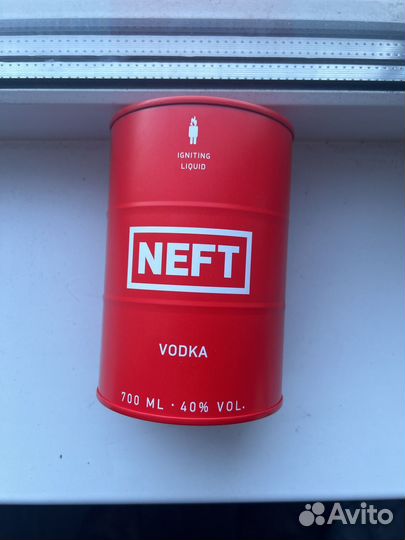 IGNITING
LIQUID
NEFT
VODKA
700 ML · 40% VOL.
Avito